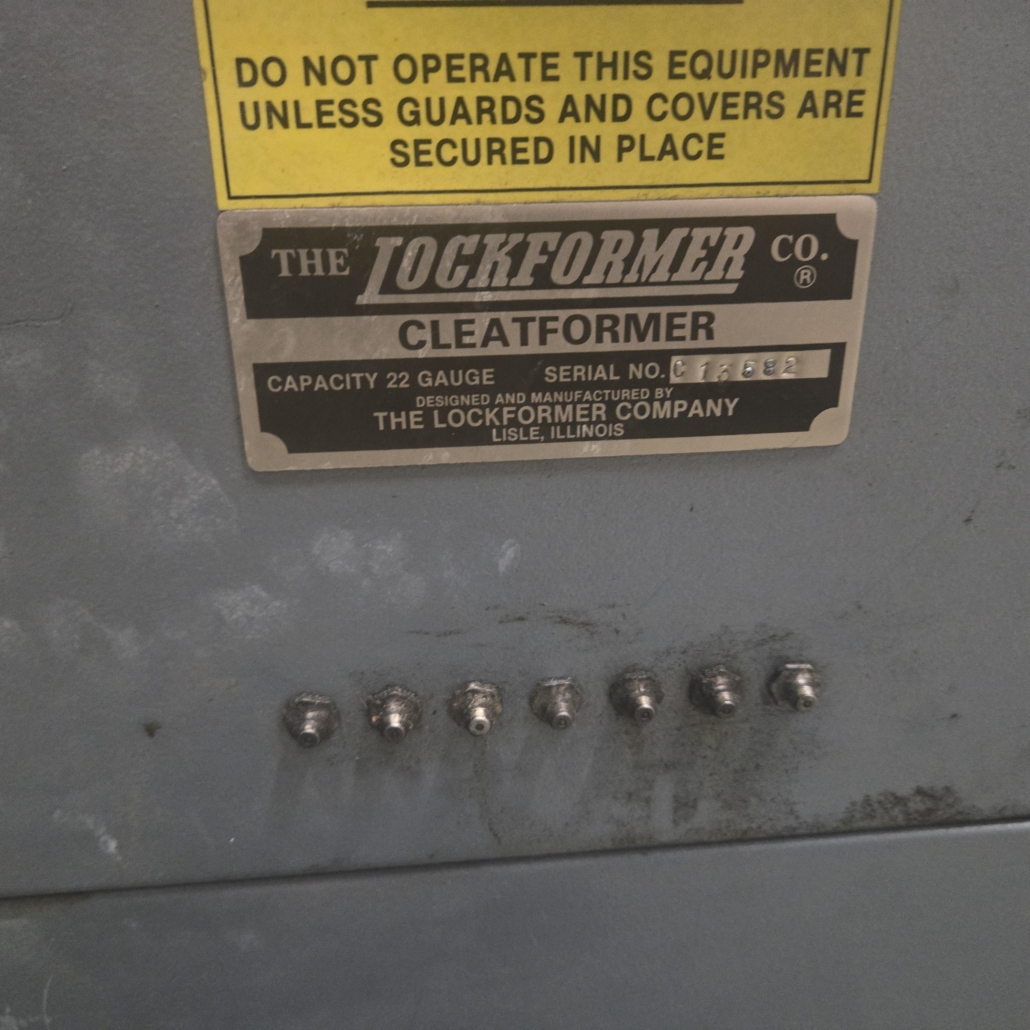 DO NOT OPERATE THIS EQUIPMENT
UNLESS GUARDS AND COVERS ARE
SECURED IN PLACE
THE LOCKFORMER CO.
®
CLEATFORMER
CAPACITY 22 GAUGE SERIAL NO.
DESIGNED AND MANUFACTURED BY
THE LOCKFORMER COMPANY
LISLE, ILLINOIS